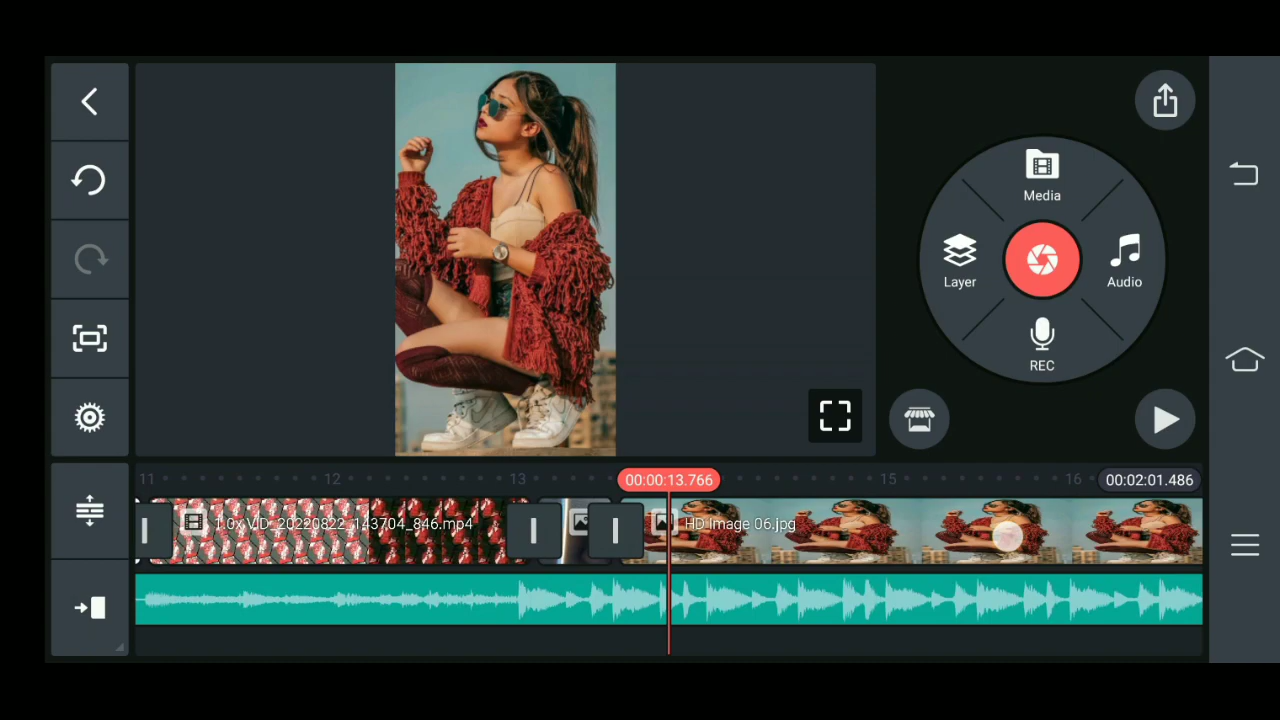 Media
Layer
Audio
REC
11
12
13
00:00:13.766
15
16
00:02:01.486
1.0x VID_20220822_143704_846.mp4
HD Image 06.jpg